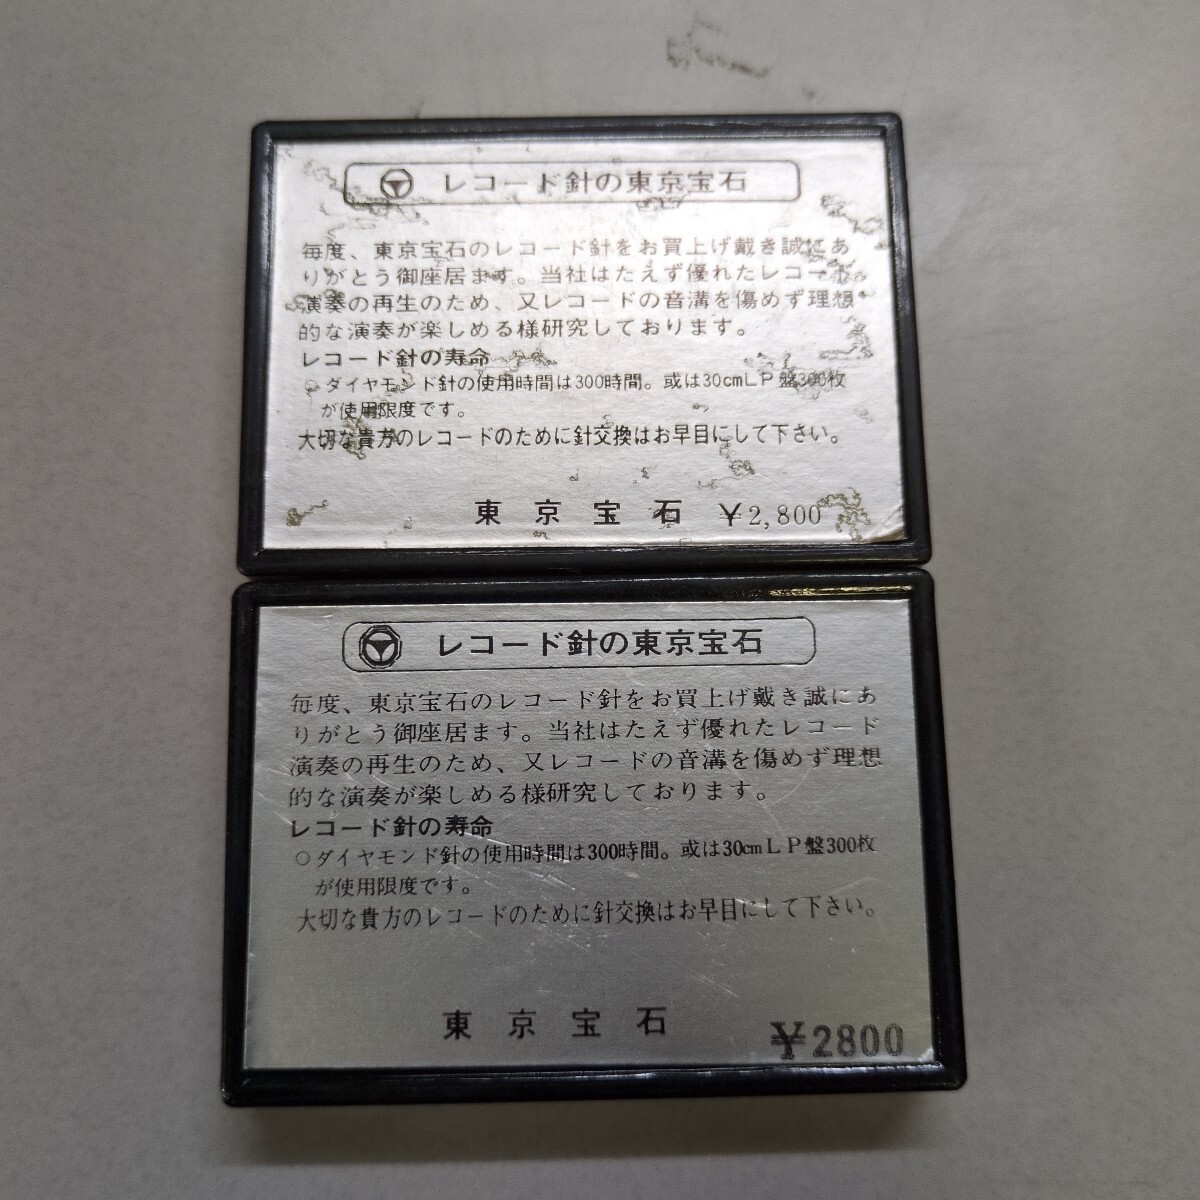 レコード針の東京宝石
毎度、東京宝石のレコード針をお買上げ戴き誠にあ
りがとう御座居ます。当社はたえず優れたレコード
演奏の再生のため、又レコードの音溝を傷めず理想
的な演奏が楽しめる様研究しております。
レコード針の寿命
○ダイヤモンド針の使用時間は300時間。或は30cmLP盤300枚
が使用限度です。
大切な貴方のレコードのために針交換はお早目にして下さい。
東京宝石 ¥2,800
レコード針の東京宝石
毎度、東京宝石のレコード針をお買上げ戴き誠にあ
りがとう御座居ます。当社はたえず優れたレコード
演奏の再生のため、又レコードの音溝を傷めず理想
的な演奏が楽しめる様研究しております。
レコード針の寿命
○ダイヤモンド針の使用時間は300時間。或は30cmLP盤300枚
が使用限度です。
大切な貴方のレコードのために針交換はお早目にして下さい。
東京宝石
¥2800